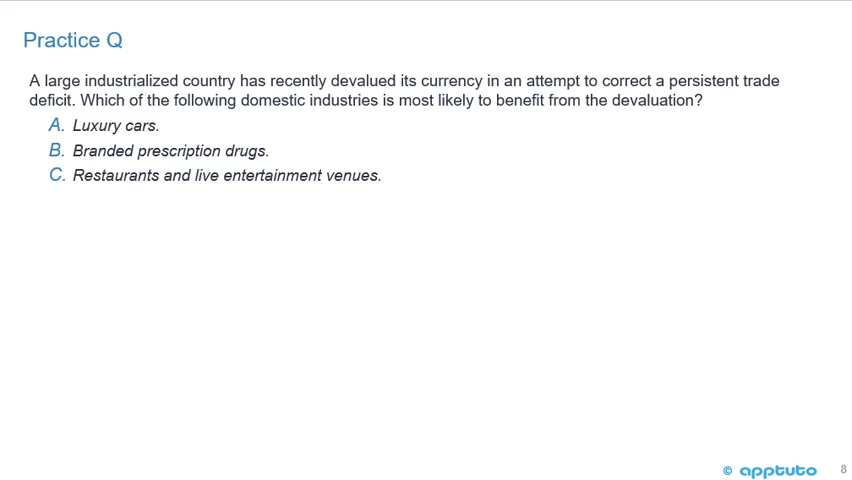 Practice Q
A large industrialized country has recently devalued its currency in an attempt to correct a persistent trade
deficit. Which of the following domestic industries is most likely to benefit from the devaluation?
A. Luxury cars.
B. Branded prescription drugs.
C. Restaurants and live entertainment venues.
© apptuto 8